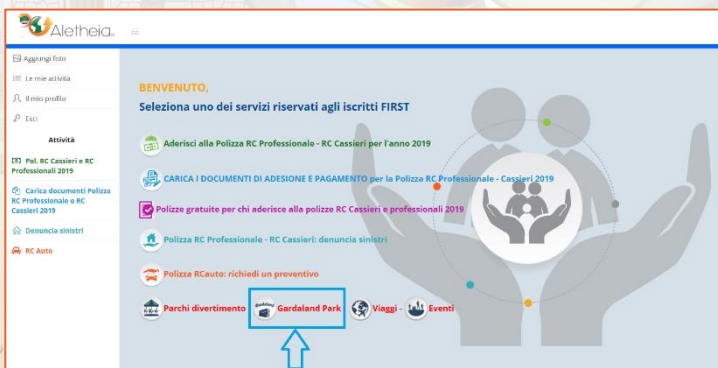 Aletheia
Aggiungi foto
Le mie attività
Il mio profilo
Esci
Attività
Pol. RC Cassieri e RC
Professionali 2019
Carica documenti Polizza
RC Professionale o RC
Cassieri 2019
Denuncia sinistri
RC Auto
BENVENUTO,
Seleziona uno dei servizi riservati agli iscritti FIRST
Aderisci alla Polizza RC Professionale - RC Cassieri per l'anno 2019
CARICA I DOCUMENTI DI ADESIONE E PAGAMENTO per la Polizza RC Professionale - Cassieri 2019
Polizze gratuite per chi aderisce alla polizze RC Cassieri e professionali 2019
Polizza RC Professionale - RC Cassieri: denuncia sinistri
Polizza RCauto: richiedi un preventivo
Parchi divertimento Gardaland Park Viaggi - Eventi